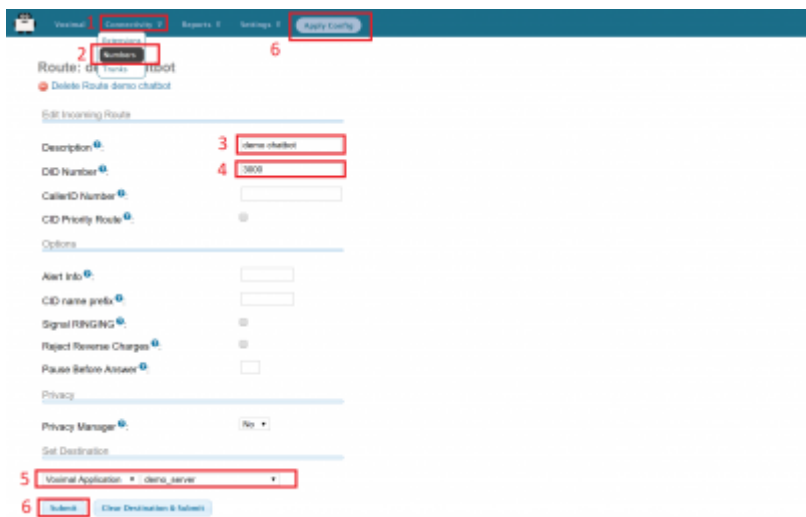 Voximal 1 Connectivity Reports Settings Apply Config
Extensions 6
2 Numbers
Route: d chatbot
Trunks
Delete Route demo chatbot
Edit Incoming Route
Description: 3 demo chatbot
DID Number: 4 3000
CallerID Number:
CID Priority Route:
Options
Alert Info:
CID name prefix:
Signal RINGING:
Reject Reverse Charges:
Pause Before Answer:
Privacy
Privacy Manager: No
Set Destination
5 Voximal Application demo_server
6 Submit Clear Destination & Submit